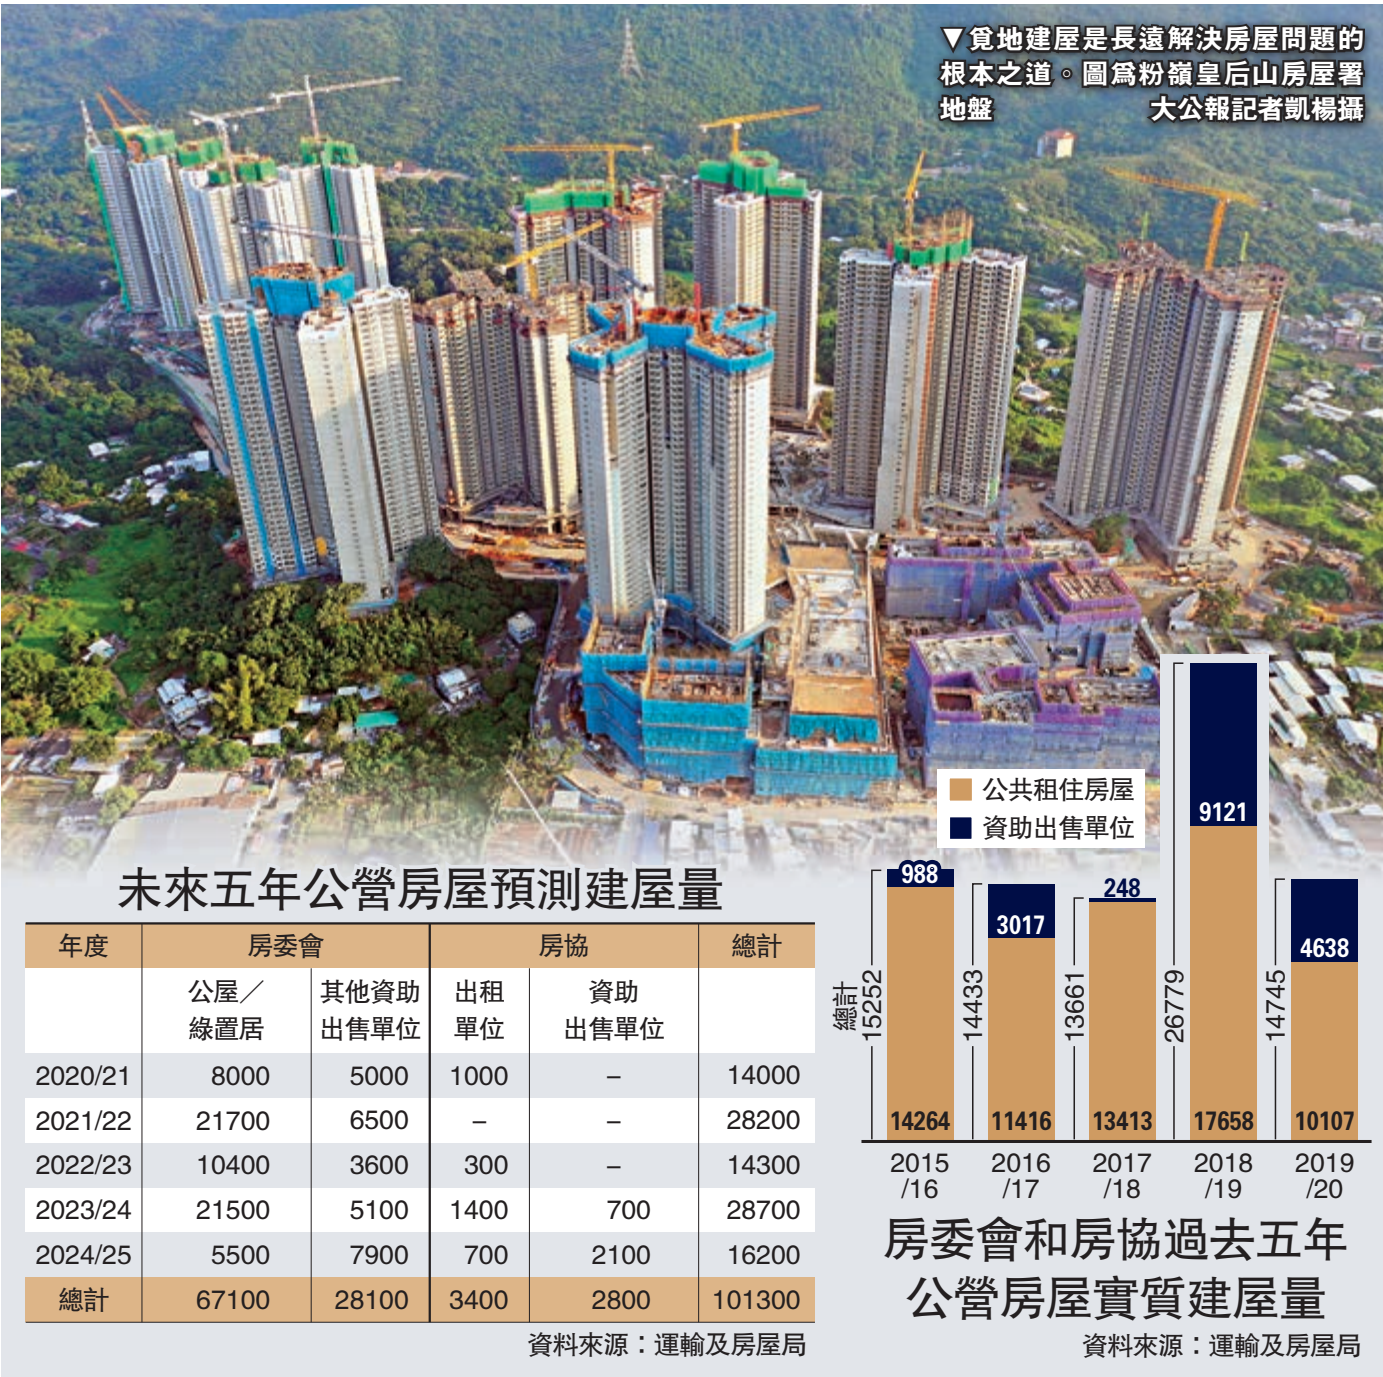 ▼覓地建屋是長遠解決房屋問題的
根本之道。圖爲粉嶺皇后山房屋署
地盤 大公報記者凱楊攝
未來五年公營房屋預測建屋量
年度 房委會 房協 總計
公屋／ 其他資助 出租 資助
綠置居 出售單位 單位 出售單位
2020/21 8000 5000 1000 – 14000
2021/22 21700 6500 – – 28200
2022/23 10400 3600 300 – 14300
2023/24 21500 5100 1400 700 28700
2024/25 5500 7900 700 2100 16200
總計 67100 28100 3400 2800 101300
資料來源：運輸及房屋局
公共租住房屋
資助出售單位
988 3017 248 9121 4638
總計
15252 14433 13661 26779 14745
14264 11416 13413 17658 10107
2015 2016 2017 2018 2019
/16 /17 /18 /19 /20
房委會和房協過去五年
公營房屋實質建屋量
資料來源：運輸及房屋局